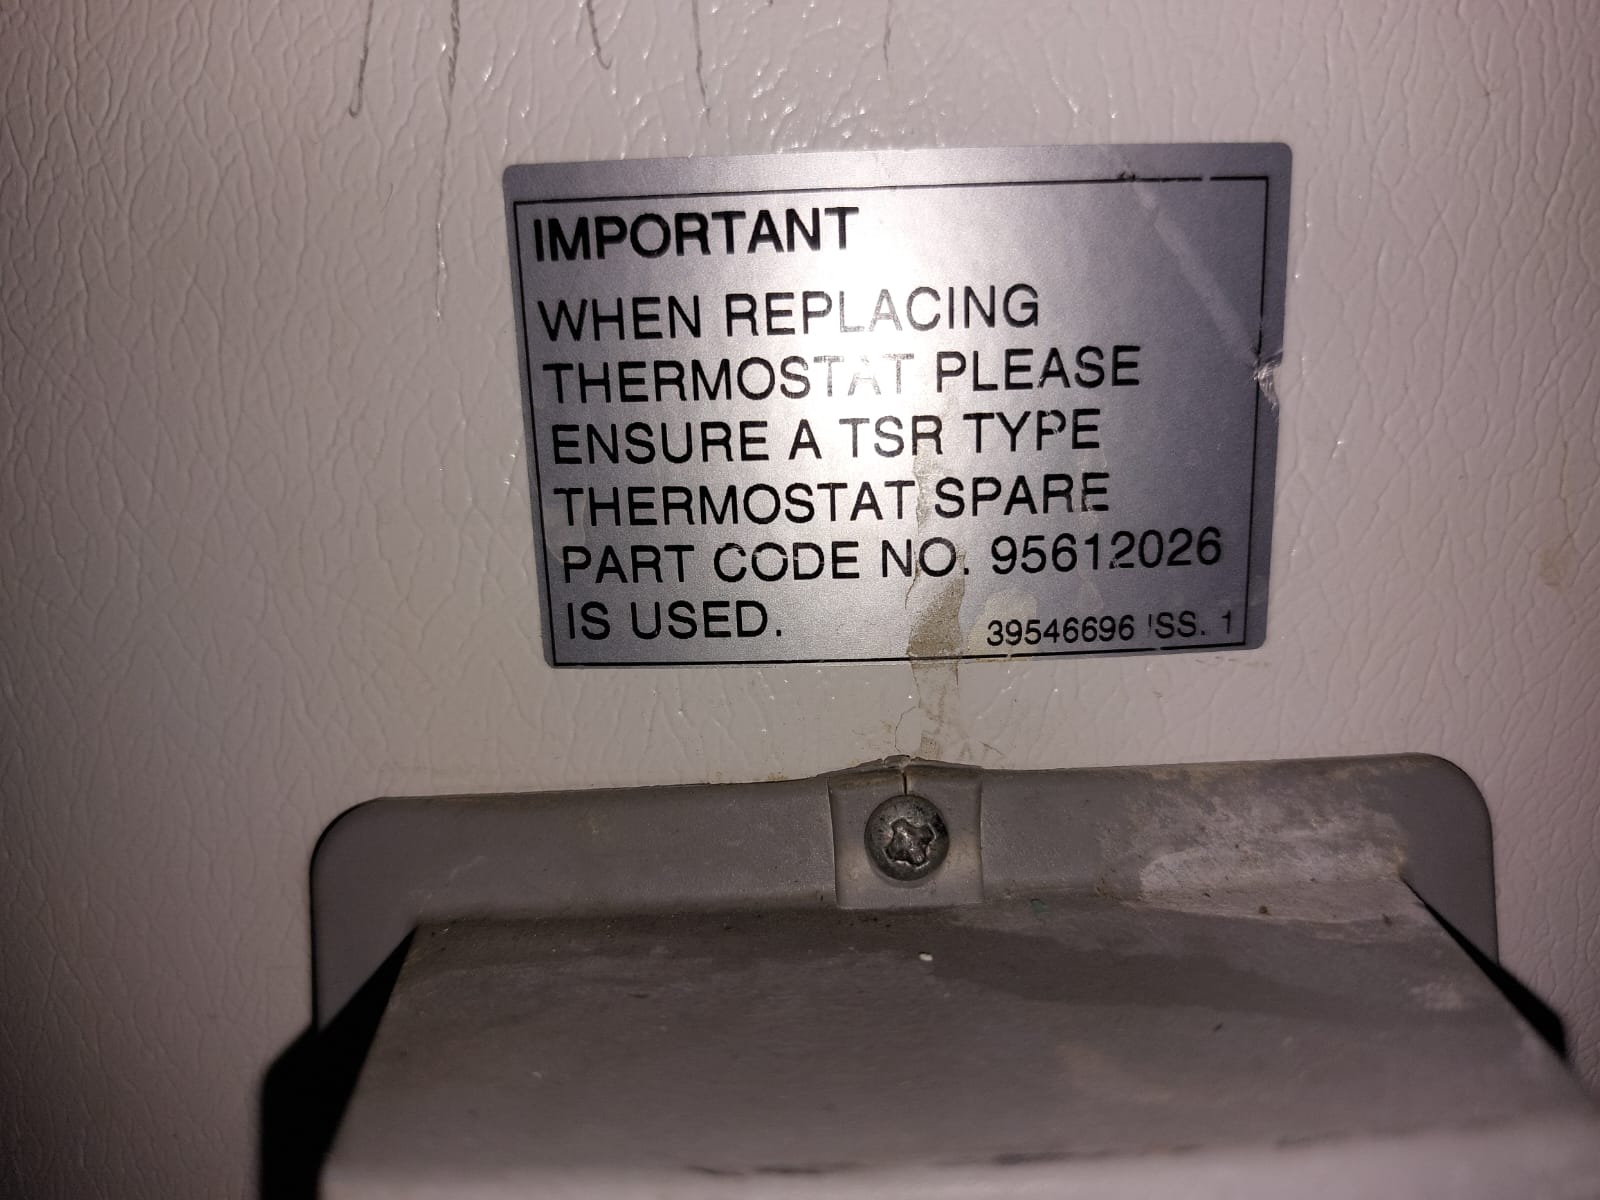 IMPORTANT
WHEN REPLACING
THERMOSTAT PLEASE
ENSURE A TSR TYPE
THERMOSTAT SPARE
PART CODE NO. 95612026
IS USED.
39546696 ISS. 1